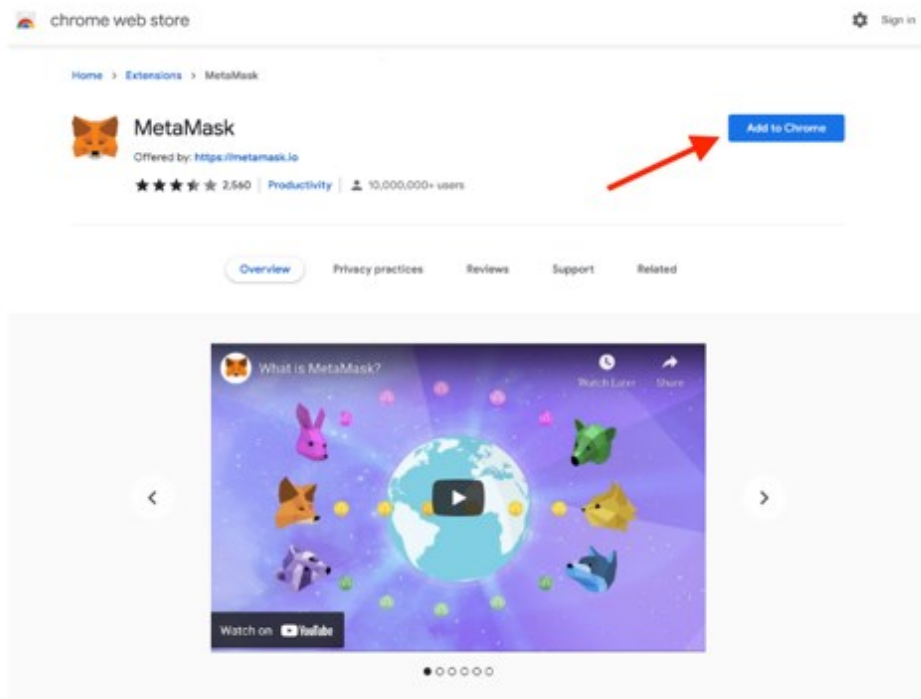 chrome web store
Sign in
Home > Extensions > MetaMask
MetaMask
Add to Chrome
Offered by: https://metamask.io
2,560 | Productivity | 10,000,000+ users
Overview
Privacy practices
Reviews
Support
Related
What is MetaMask?
Watch Later
Share
Watch on YouTube